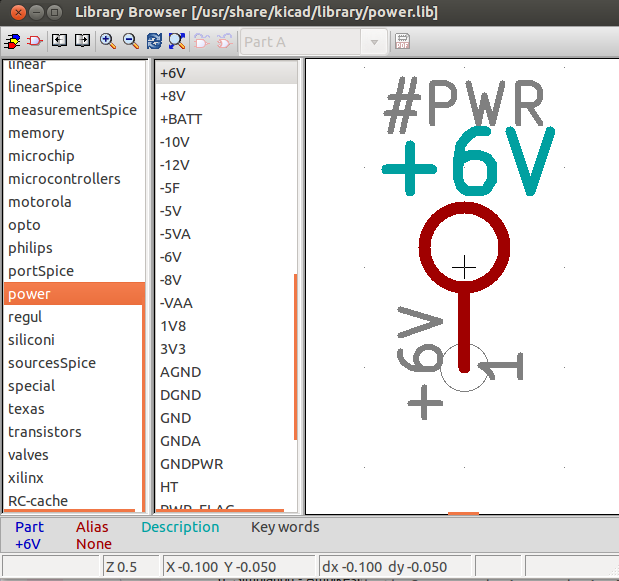 Library Browser [/usr/share/kicad/library/power.lib]
Part A
PDF
linear
linearSpice
measurementSpice
memory
microchip
microcontrollers
motorola
opto
philips
portSpice
power
regul
siliconi
sourcesSpice
special
texas
transistors
valves
xilinx
RC-cache
+6V
+8V
+BATT
-10V
-12V
-5F
-5V
-5VA
-6V
-8V
-VAA
1V8
3V3
AGND
DGND
GND
GNDA
GNDPWR
HT
PWR_FLAG
#PWR
+6V
+6V
1
Part Alias Description Key words
+6V None
Z 0.5 X -0.100 Y -0.050 dx -0.100 dy -0.050